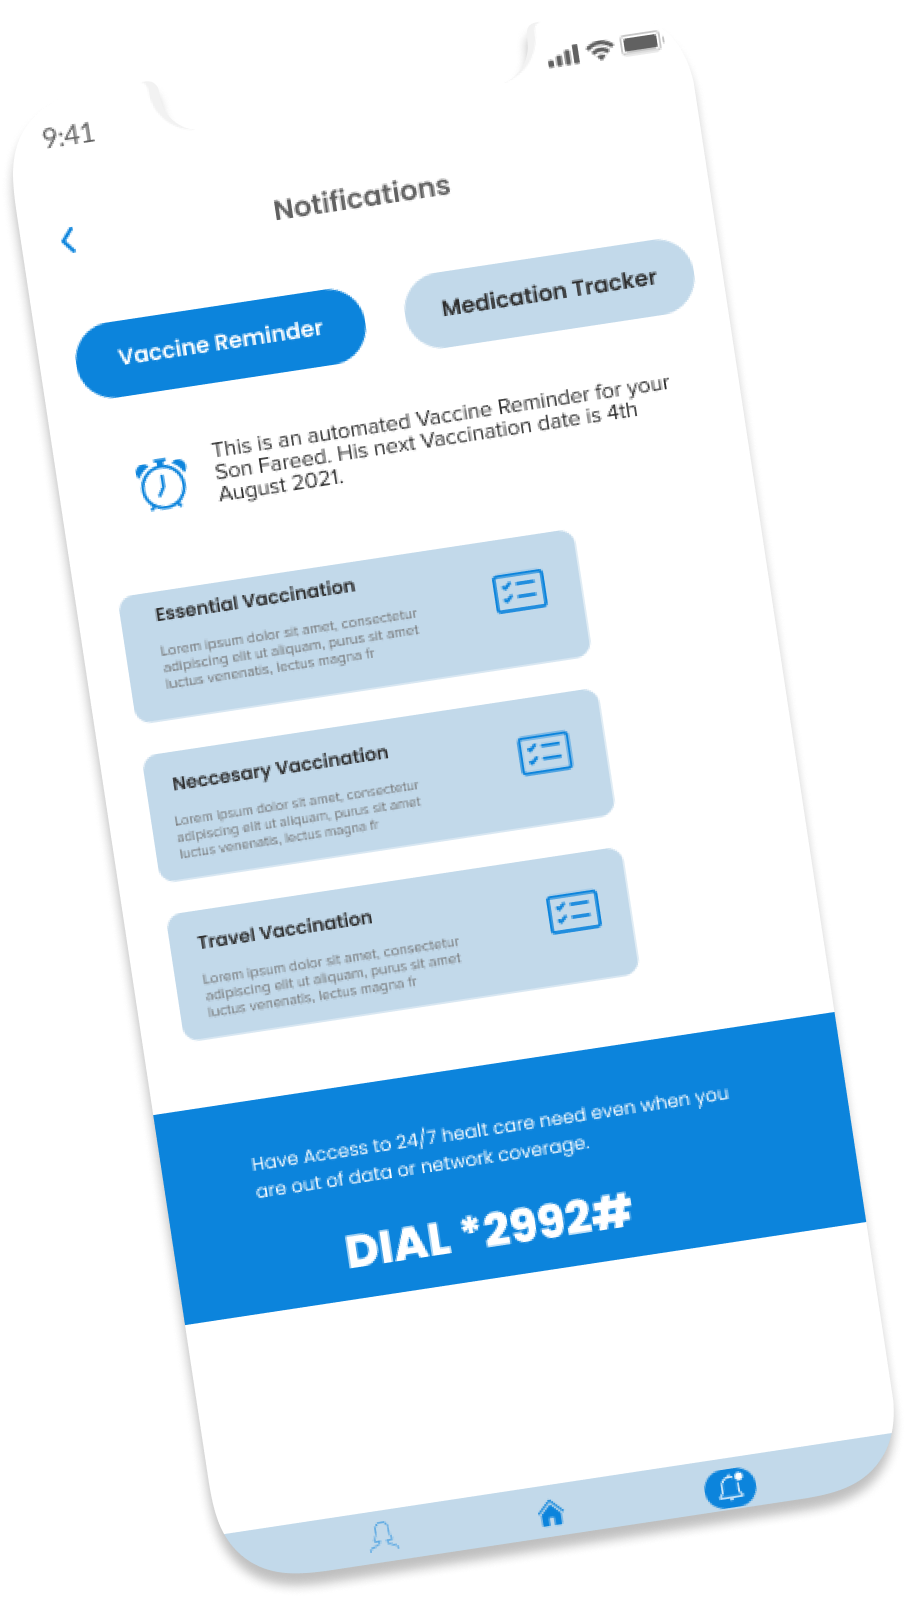 9:41
Notifications
Vaccine Reminder
Medication Tracker
This is an automated Vaccine Reminder for your
Son Fareed. His next Vaccination date is 4th
August 2021.
Essential Vaccination
Lorem ipsum dolor sit amet, consectetur
adipiscing elit ut aliquam, purus sit amet
luctus venenatis, lectus magna fr
Neccesary Vaccination
Lorem ipsum dolor sit amet, consectetur
adipiscing elit ut aliquam, purus sit amet
luctus venenatis, lectus magna fr
Travel Vaccination
Lorem ipsum dolor sit amet, consectetur
adipiscing elit ut aliquam, purus sit amet
luctus venenatis, lectus magna fr
Have Access to 24/7 healt care need even when you
are out of data or network coverage.
DIAL *2992#